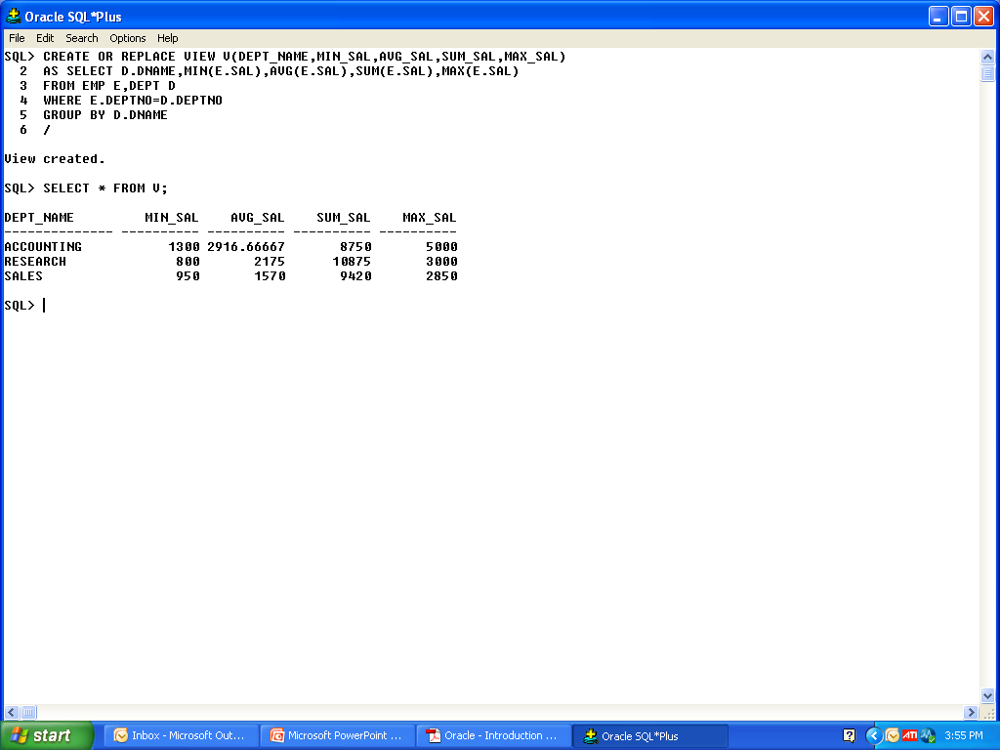 Oracle SQL*Plus
File Edit Search Options Help
SQL> CREATE OR REPLACE VIEW V(DEPT_NAME,MIN_SAL,AVG_SAL,SUM_SAL,MAX_SAL)
2 AS SELECT D.DNAME,MIN(E.SAL),AVG(E.SAL),SUM(E.SAL),MAX(E.SAL)
3 FROM EMP E,DEPT D
4 WHERE E.DEPTNO=D.DEPTNO
5 GROUP BY D.DNAME
6 /
View created.
SQL> SELECT * FROM V;
DEPT_NAME MIN_SAL AVG_SAL SUM_SAL MAX_SAL
-------------- ---------- ---------- ---------- ----------
ACCOUNTING 1300 2916.66667 8750 5000
RESEARCH 800 2175 10875 3000
SALES 950 1570 9420 2850
SQL>
start Inbox - Microsoft Out... Microsoft PowerPoint ... Oracle - Introduction ... Oracle SQL*Plus ? ATI 3:55 PM